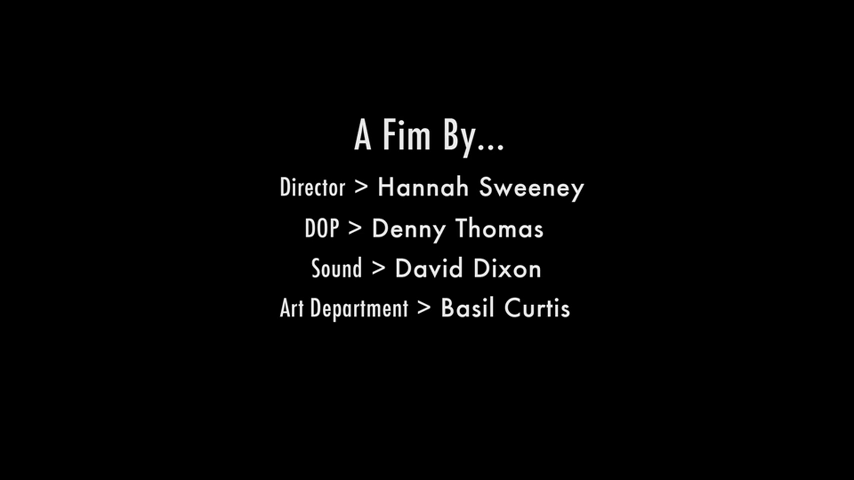 A Fim By...
Director > Hannah Sweeney
DOP > Denny Thomas
Sound > David Dixon
Art Department > Basil Curtis